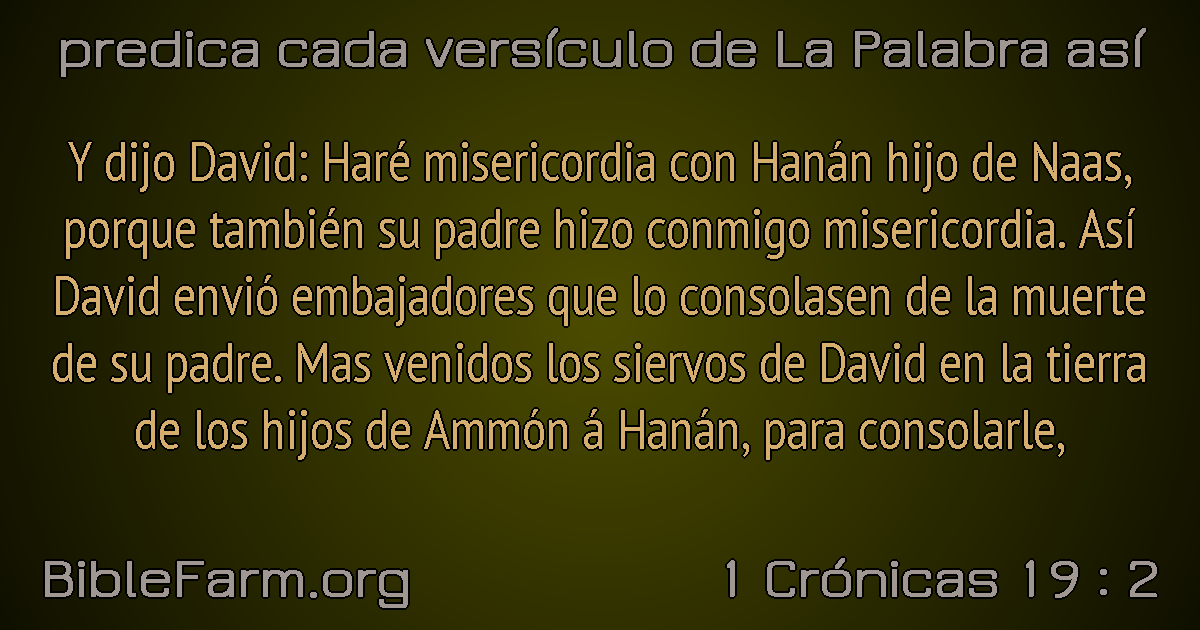 predica cada versículo de La Palabra así
Y dijo David: Haré misericordia con Hanán hijo de Naas,
porque también su padre hizo conmigo misericordia. Así
David envió embajadores que lo consolasen de la muerte
de su padre. Mas venidos los siervos de David en la tierra
de los hijos de Ammón á Hanán, para consolarle,
BibleFarm.org
1 Crónicas 19 : 2